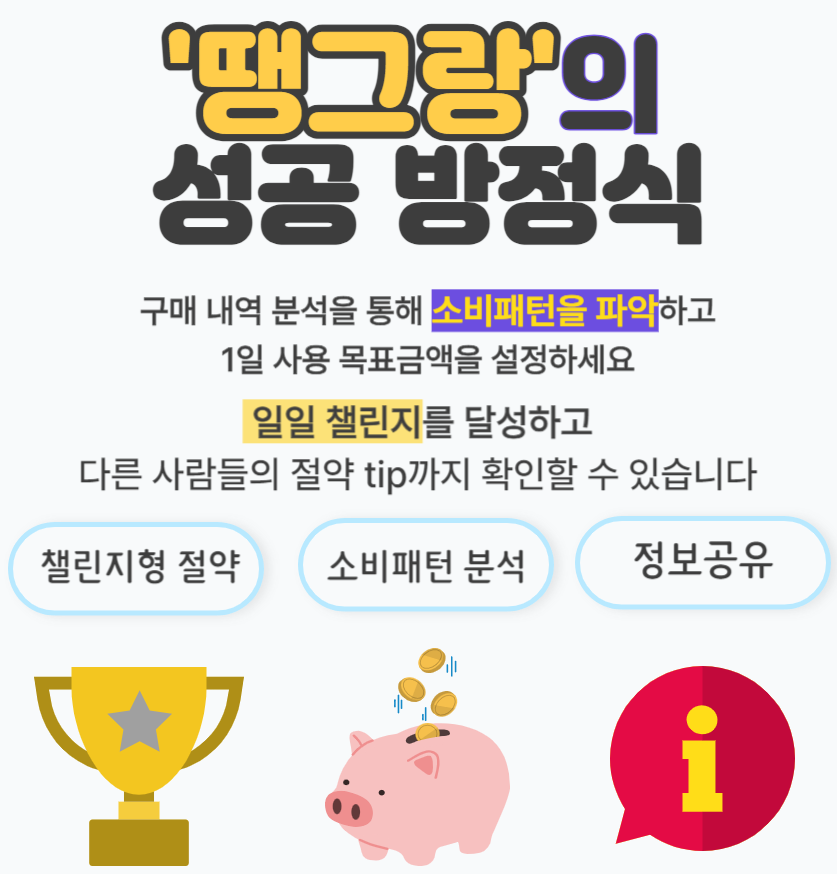 '땡그랑'의
성공 방정식
구매 내역 분석을 통해 소비패턴을 파악하고
1일 사용 목표금액을 설정하세요
일일 챌린지를 달성하고
다른 사람들의 절약 tip까지 확인할 수 있습니다
챌린지형 절약
소비패턴 분석
정보공유
i